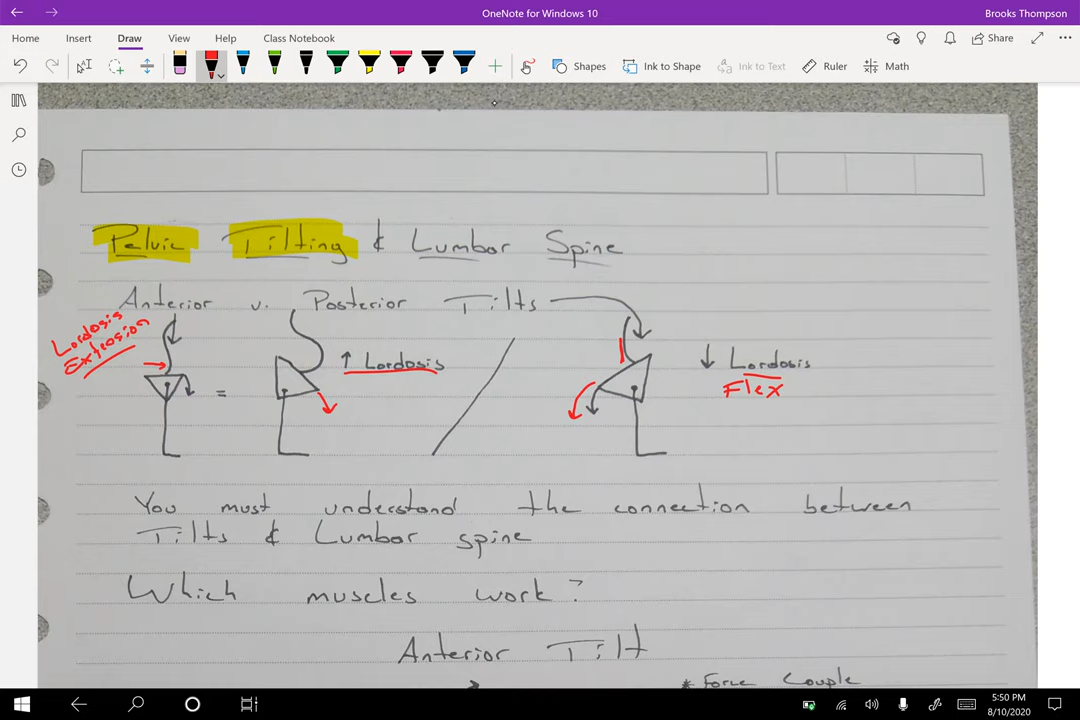 OneNote for Windows 10
Brooks Thompson
Home Insert Draw View Help Class Notebook
Share
Shapes Ink to Shape Ink to Text Ruler Math
Pelvic Tilting & Lumbar Spine
Anterior v. Posterior Tilts
Lordosis
Extension
↑ Lordosis
↓ Lordosis
=
Flex
You must understand the connection between
Tilts & Lumbar spine
Which muscles work?
Anterior Tilt
* Force Couple
5:50 PM
8/10/2020